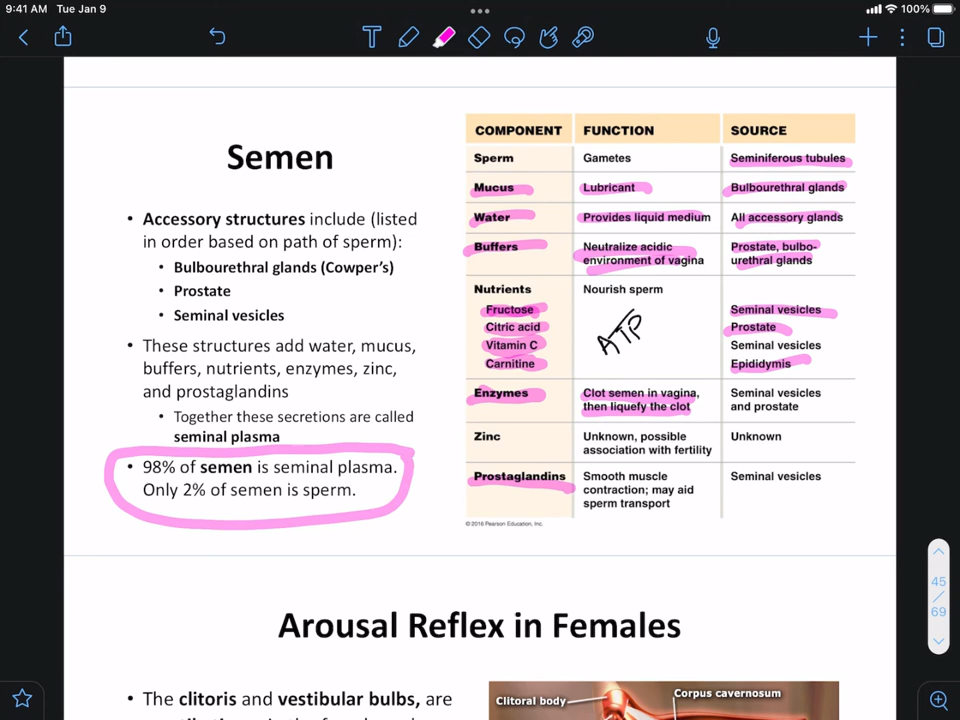 9:41 AM Tue Jan 9
100%
Semen
• Accessory structures include (listed
in order based on path of sperm):
• Bulbourethral glands (Cowper's)
• Prostate
• Seminal vesicles
• These structures add water, mucus,
buffers, nutrients, enzymes, zinc,
and prostaglandins
• Together these secretions are called
seminal plasma
• 98% of semen is seminal plasma.
Only 2% of semen is sperm.
COMPONENT FUNCTION SOURCE
Sperm Gametes Seminiferous tubules
Mucus Lubricant Bulbourethral glands
Water Provides liquid medium All accessory glands
Buffers Neutralize acidic Prostate, bulbo-
environment of vagina urethral glands
Nutrients Nourish sperm
Fructose Seminal vesicles
Citric acid ATP Prostate
Vitamin C Seminal vesicles
Carnitine Epididymis
Enzymes Clot semen in vagina, Seminal vesicles
then liquefy the clot and prostate
Zinc Unknown, possible Unknown
association with fertility
Prostaglandins Smooth muscle Seminal vesicles
contraction; may aid
sperm transport
© 2016 Pearson Education, Inc.
45
/
69
Arousal Reflex in Females
• The clitoris and vestibular bulbs, are
Clitoral body
Corpus cavernosum